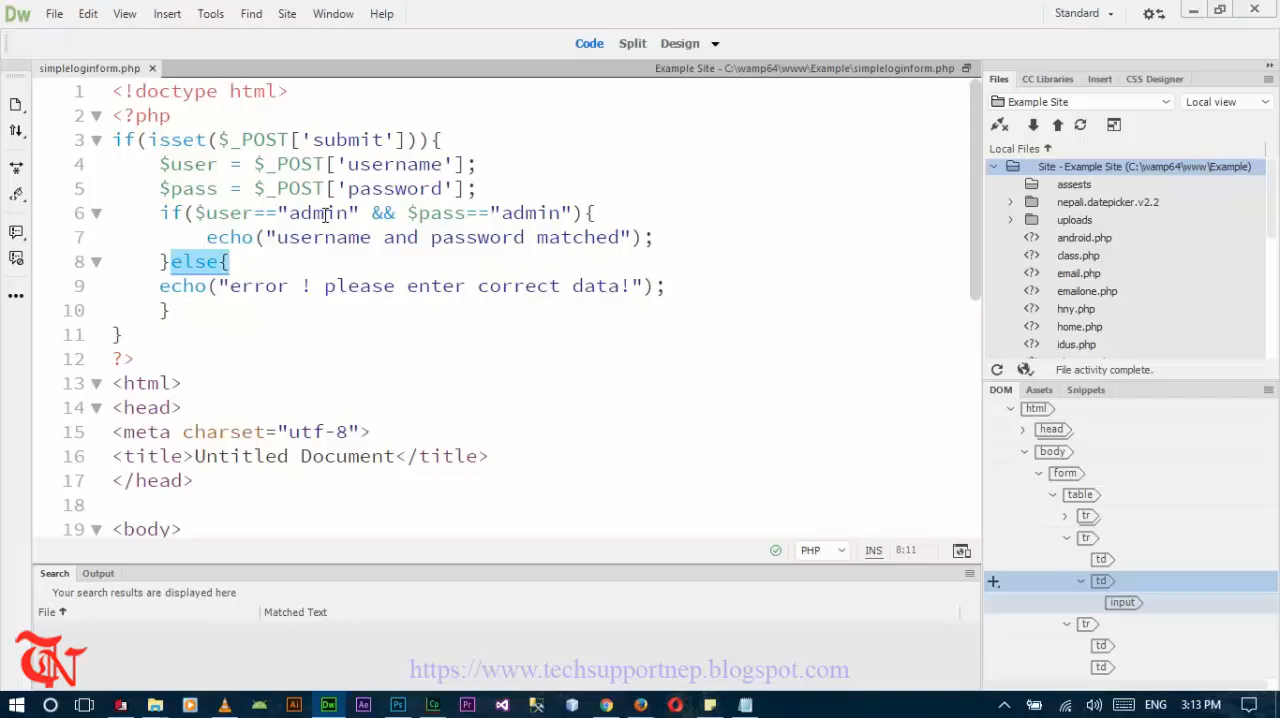 Dw File Edit View Insert Tools Find Site Window Help Standard
Code Split Design
simpleloginform.php Example Site - C:\wamp64\www\Example\simpleloginform.php
1 <!doctype html>
2 <?php
3 if(isset($_POST['submit'])){
4 $user = $_POST['username'];
5 $pass = $_POST['password'];
6 if($user=="admin" && $pass=="admin"){
7 echo("username and password matched");
8 }else{
9 echo("error ! please enter correct data!");
10 }
11 }
12 ?>
13 <html>
14 <head>
15 <meta charset="utf-8">
16 <title>Untitled Document</title>
17 </head>
18
19 <body>
PHP INS 8:11
Search Output
Your search results are displayed here
File Matched Text
Files CC Libraries Insert CSS Designer
Example Site Local view
Local Files
Site - Example Site (C:\wamp64\www\Example)
assests
nepali.datepicker.v2.2
uploads
android.php
class.php
email.php
emailone.php
hny.php
home.php
idus.php
File activity complete.
DOM Assets Snippets
html
head
body
form
table
tr
tr
td
td
input
tr
td
td
TN
https://www.techsupportnep.blogspot.com
Ai Dw Ae Ps Cp Pr ENG 3:13 PM